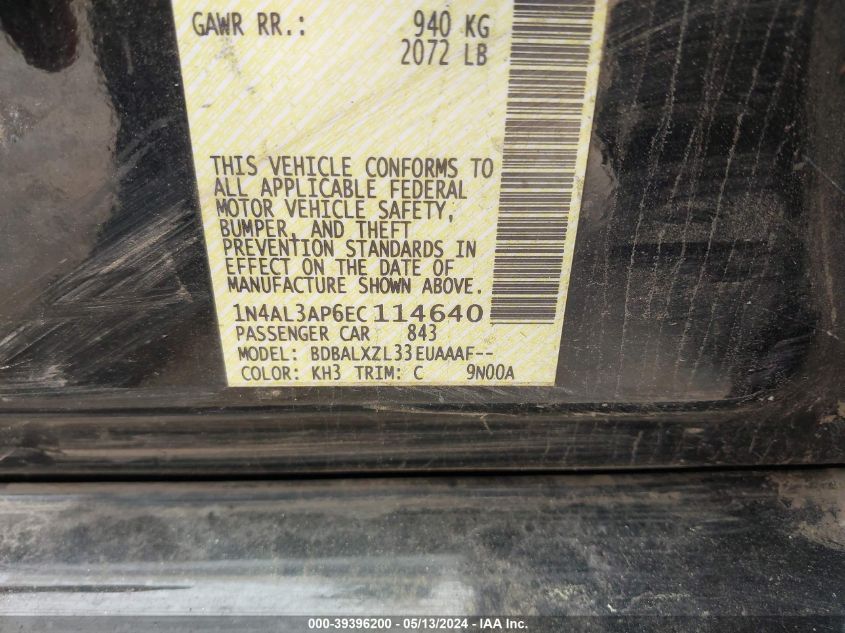 GAWR RR.: 940 KG
2072 LB
THIS VEHICLE CONFORMS TO
ALL APPLICABLE FEDERAL
MOTOR VEHICLE SAFETY,
BUMPER, AND THEFT
PREVENTION STANDARDS IN
EFFECT ON THE DATE OF
MANUFACTURE SHOWN ABOVE.
1N4AL3AP6EC114640
PASSENGER CAR 843
MODEL: BDBALXZL33EUAAAF--
COLOR: KH3 TRIM: C 9N00A
000-39396200 - 05/13/2024 - IAA Inc.